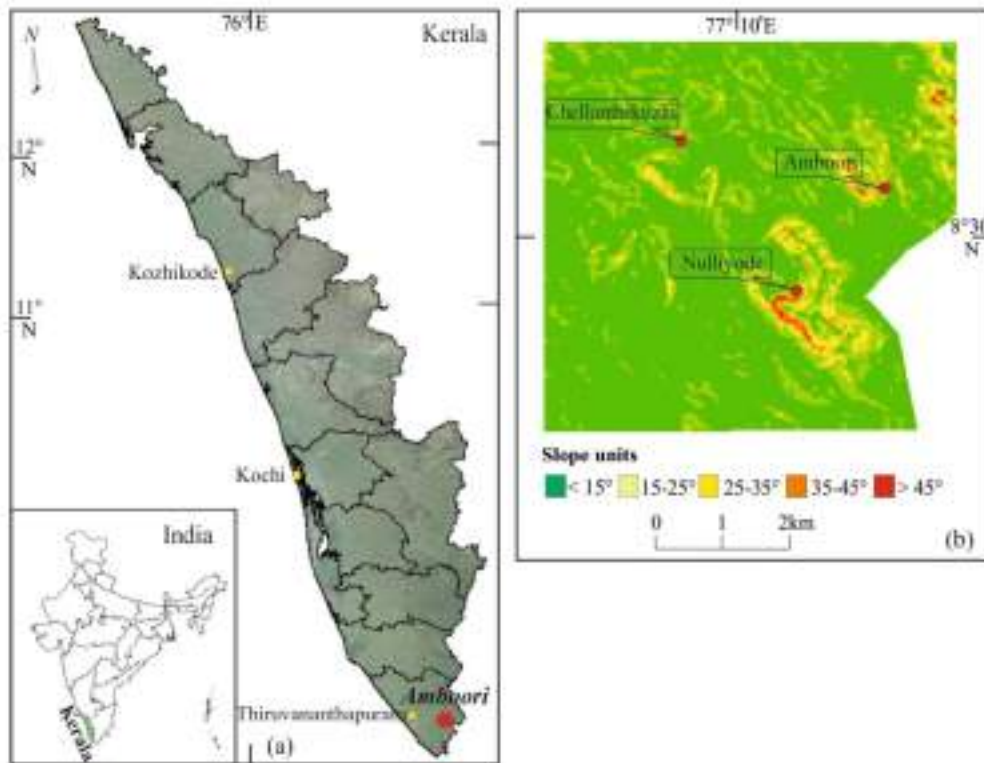 76°E
Kerala
N
12°
N
Kozhikode
11°
N
Kochi
India
Kerala
Amboori
Thiruvananthapuram
(a)
77°10'E
Amboori
8°30'
N
Nulliyode
Slope units
< 15° 15-25° 25-35° 35-45° > 45°
0 1 2km
(b)